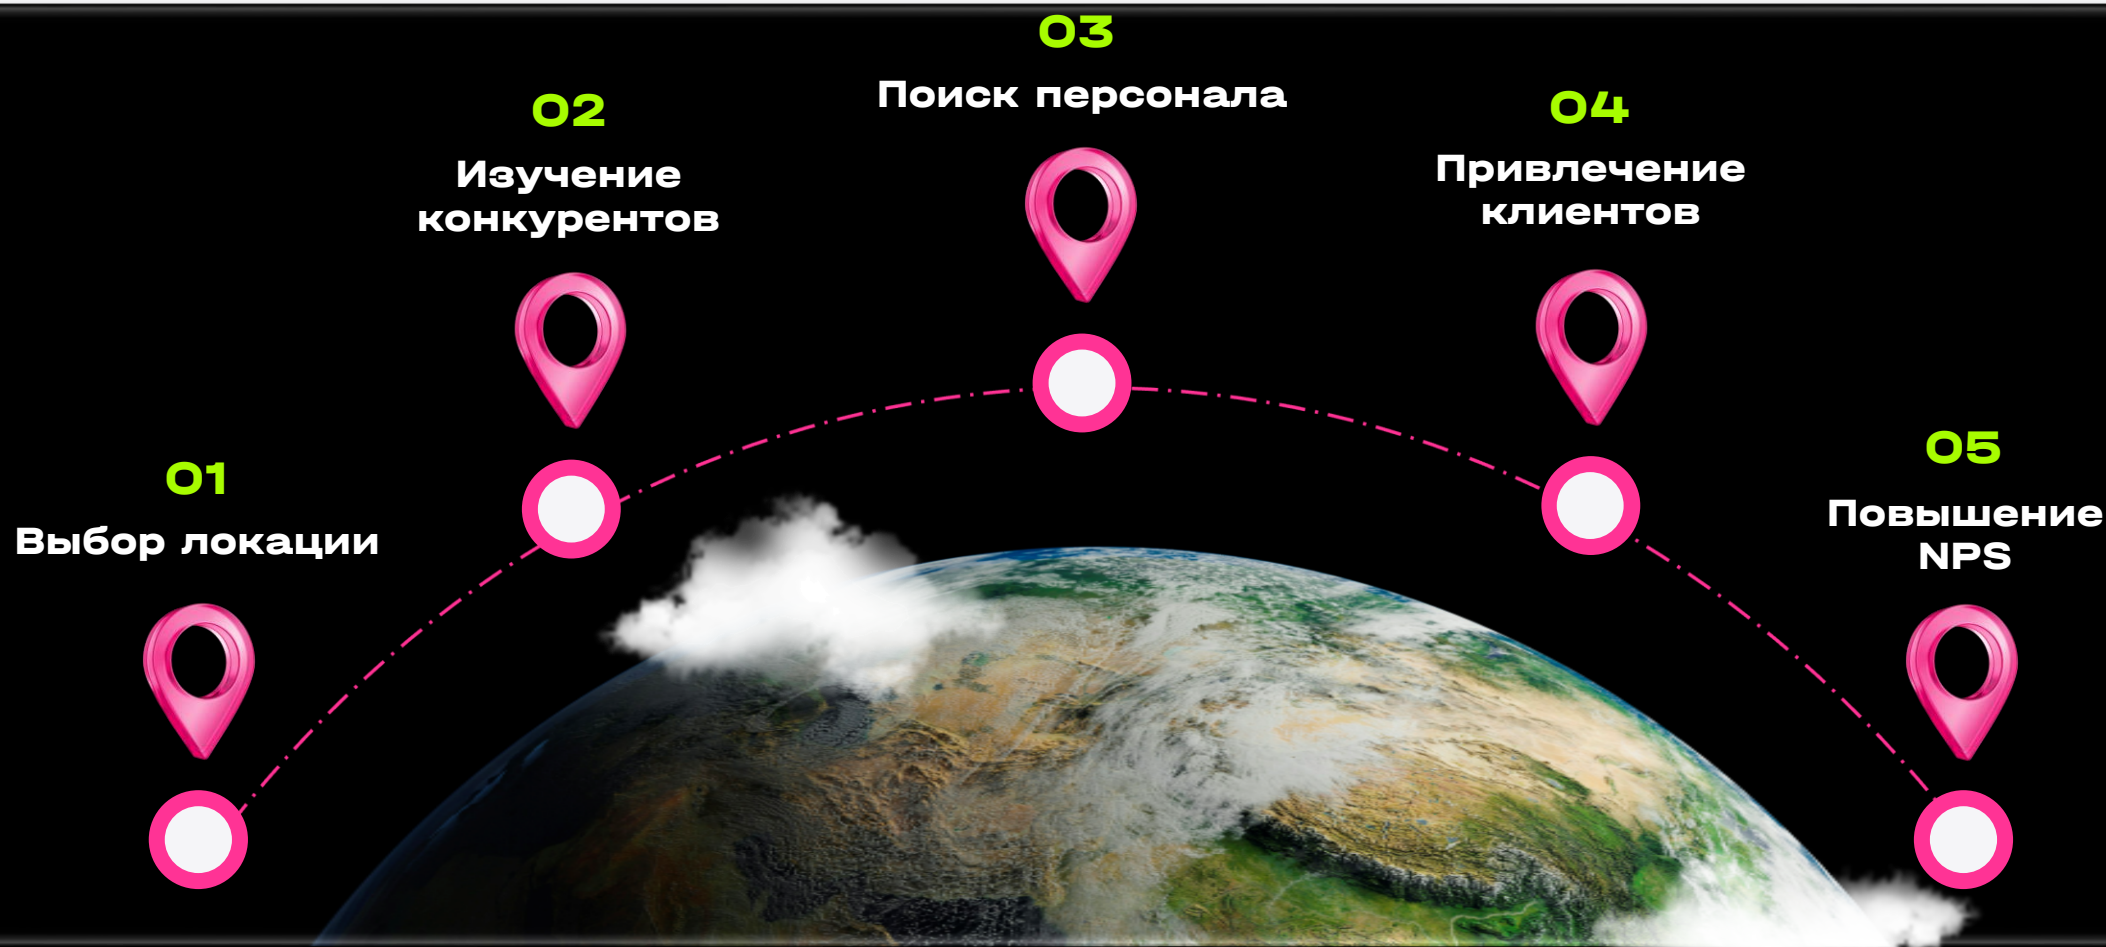 01
Выбор локации
02
Изучение
конкурентов
03
Поиск персонала
04
Привлечение
клиентов
05
Повышение
NPS